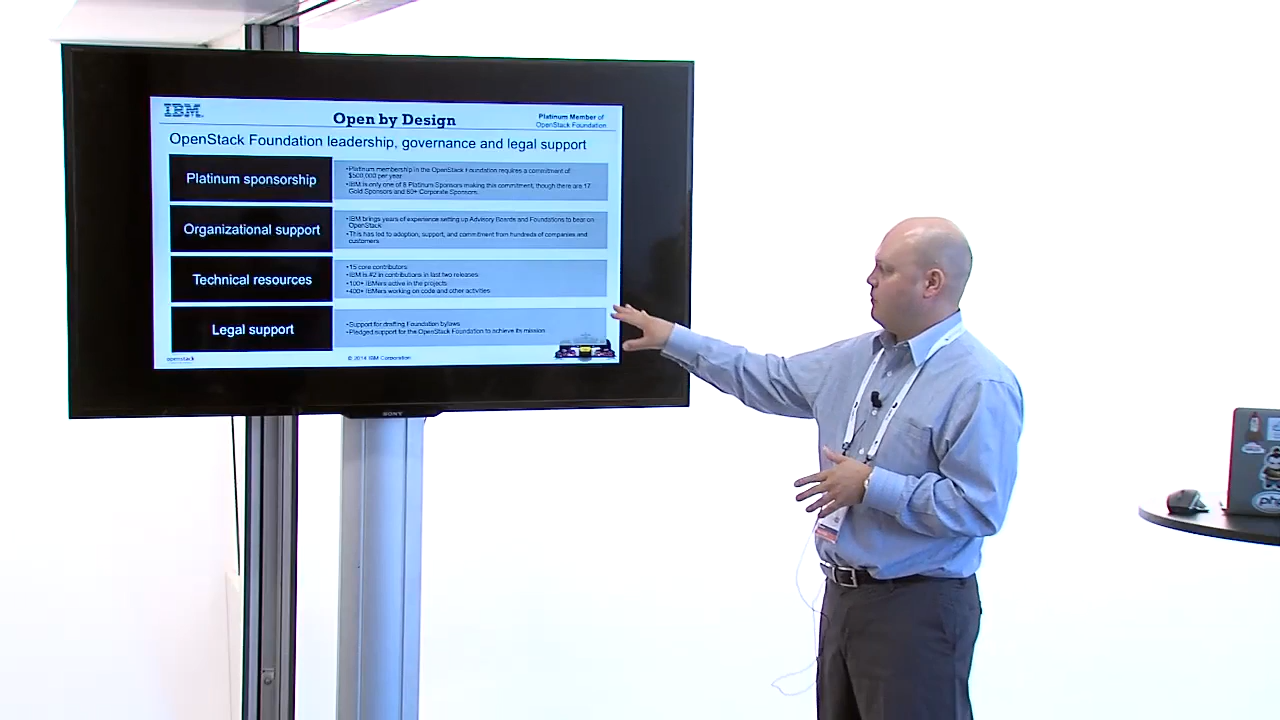 IBM
Open by Design
Platinum Member of
OpenStack Foundation
OpenStack Foundation leadership, governance and legal support
Platinum sponsorship
•Platinum membership in the OpenStack Foundation requires a commitment of
$500,000 per year
•IBM is only one of 8 Platinum Sponsors making this commitment, though there are 17
Gold Sponsors and 60+ Corporate Sponsors.
Organizational support
•IBM brings years of experience setting up Advisory Boards and Foundations to bear on
OpenStack
•This has led to adoption, support, and commitment from hundreds of companies and
customers
Technical resources
•15 core contributors
•IBM is #2 in contributions in last two releases
•100+ IBMers active in the projects
•400+ IBMers working on code and other activities
Legal support
•Support for drafting Foundation bylaws
•Pledged support for the OpenStack Foundation to achieve its mission
openstack
© 2014 IBM Corporation
SONY
php